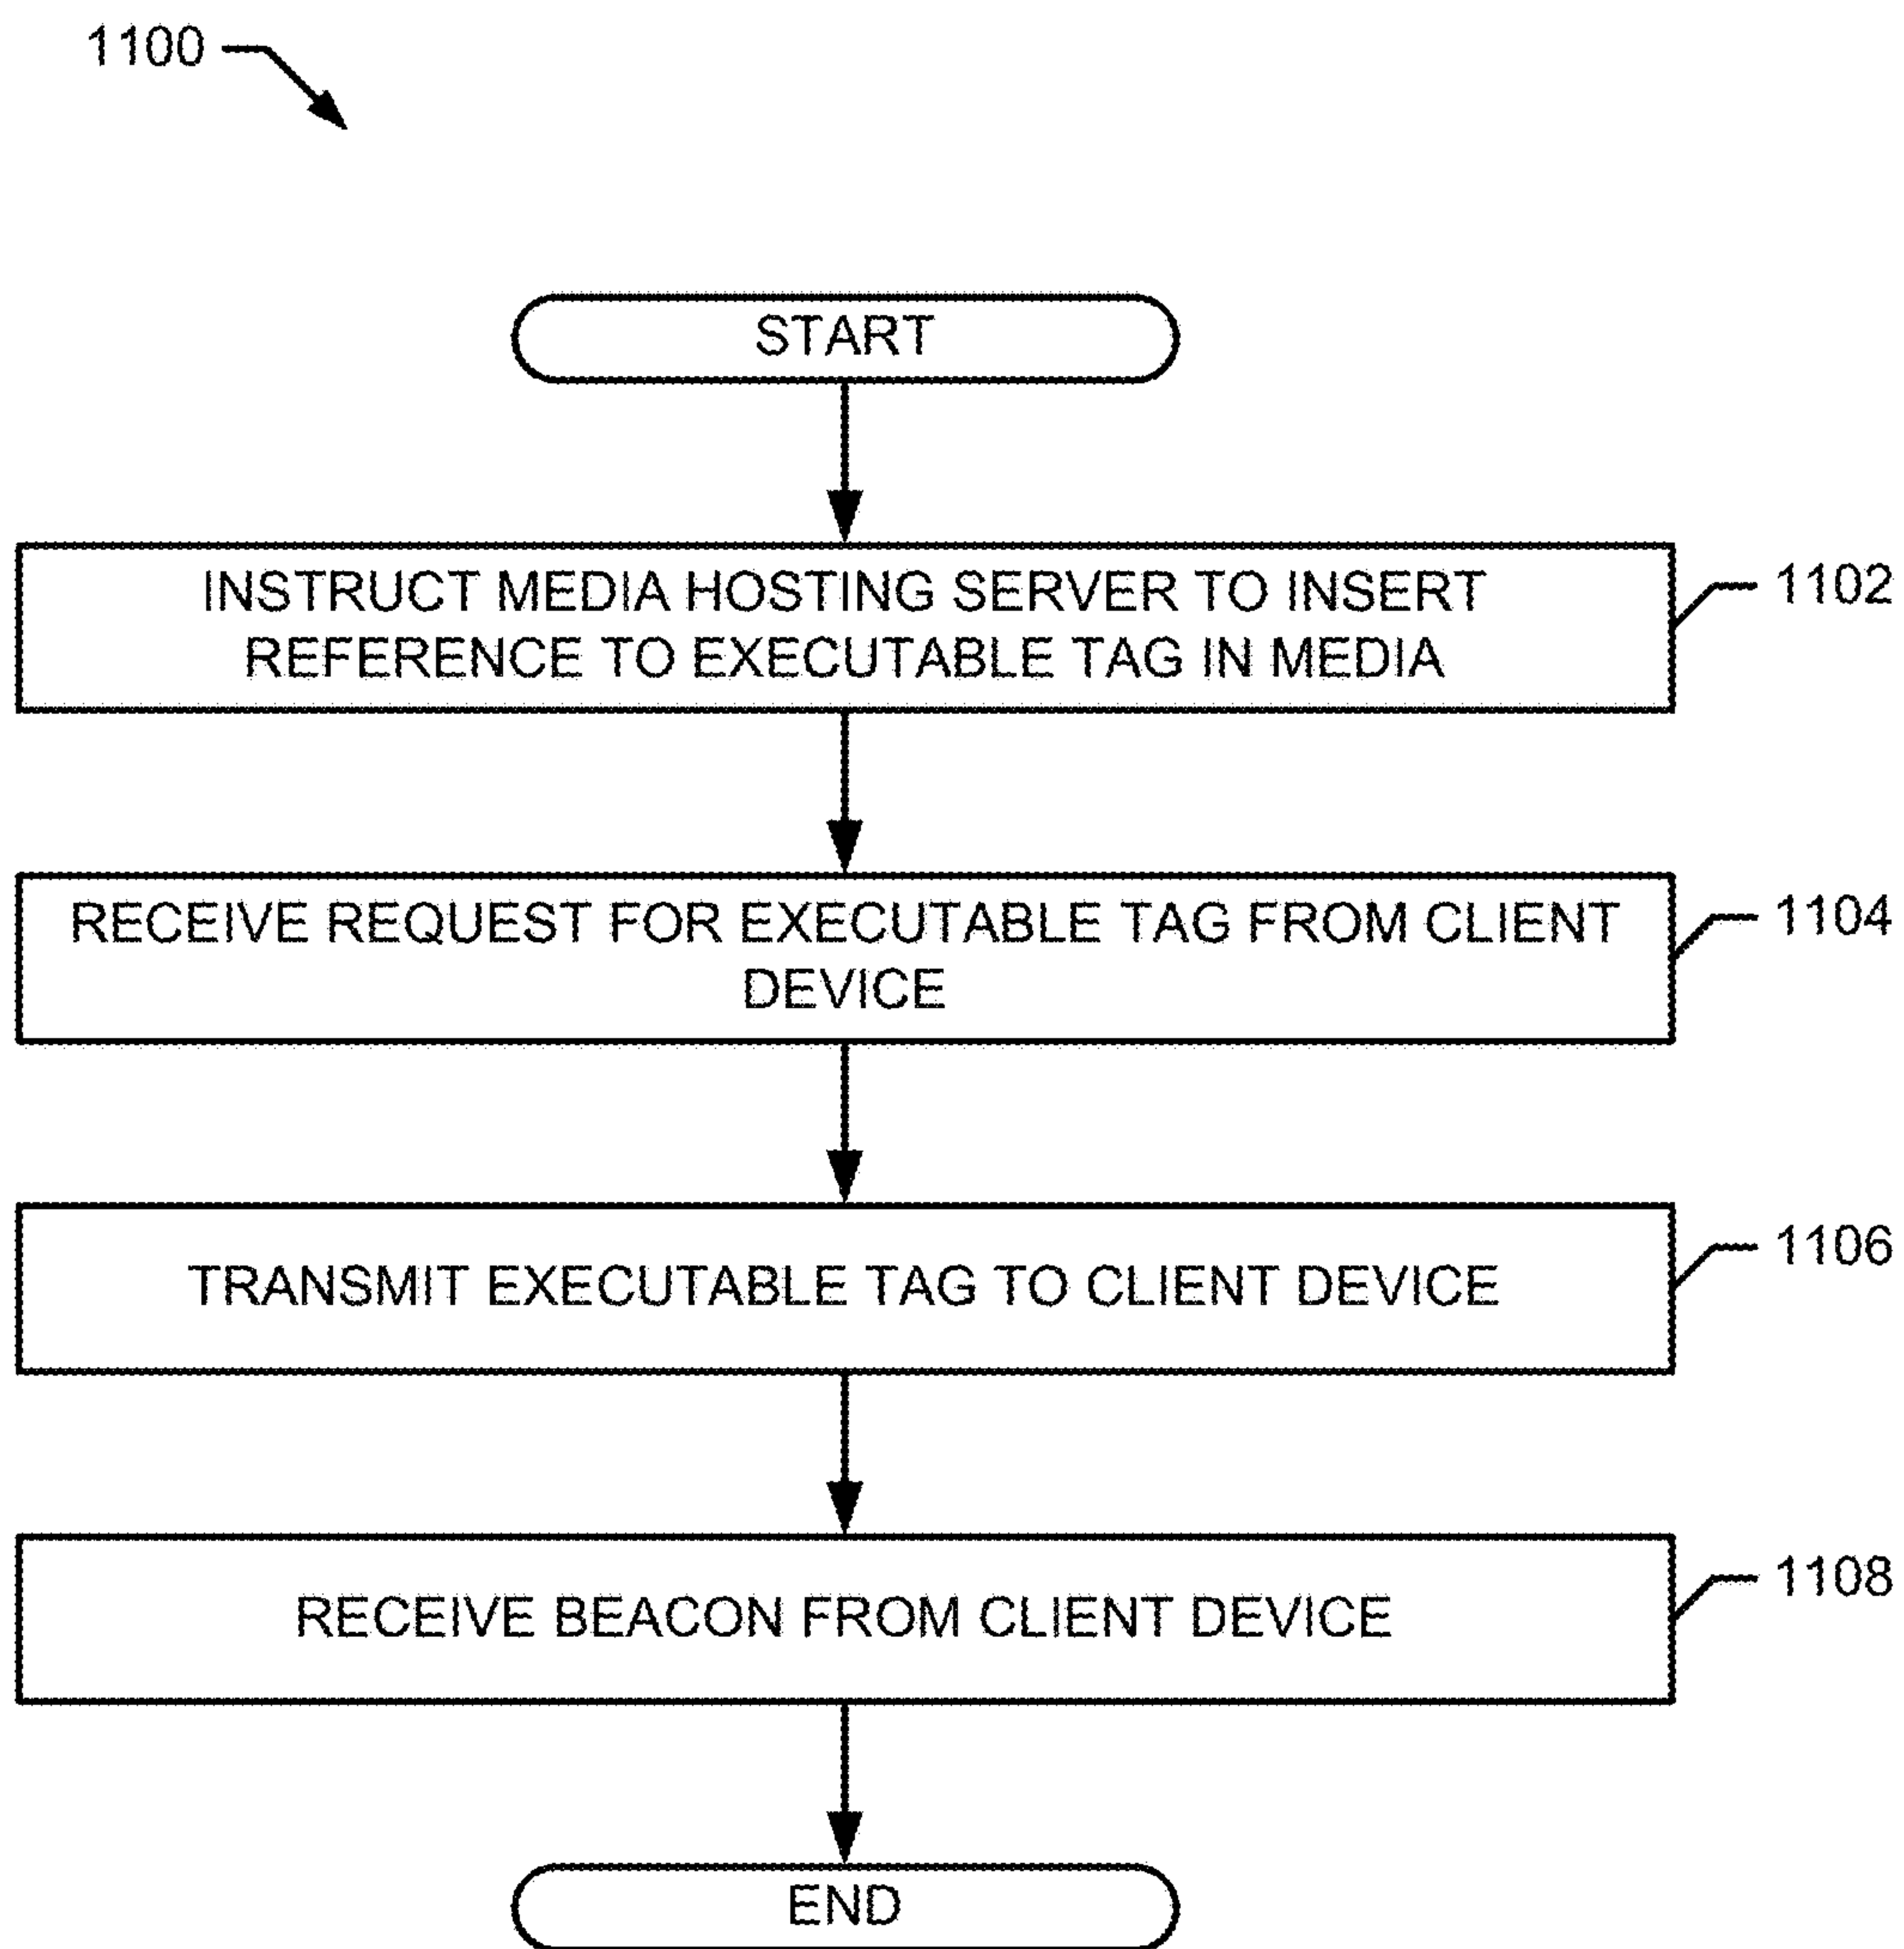 1100
START
INSTRUCT MEDIA HOSTING SERVER TO INSERT
REFERENCE TO EXECUTABLE TAG IN MEDIA
1102
RECEIVE REQUEST FOR EXECUTABLE TAG FROM CLIENT
DEVICE
1104
TRANSMIT EXECUTABLE TAG TO CLIENT DEVICE
1106
RECEIVE BEACON FROM CLIENT DEVICE
1108
END